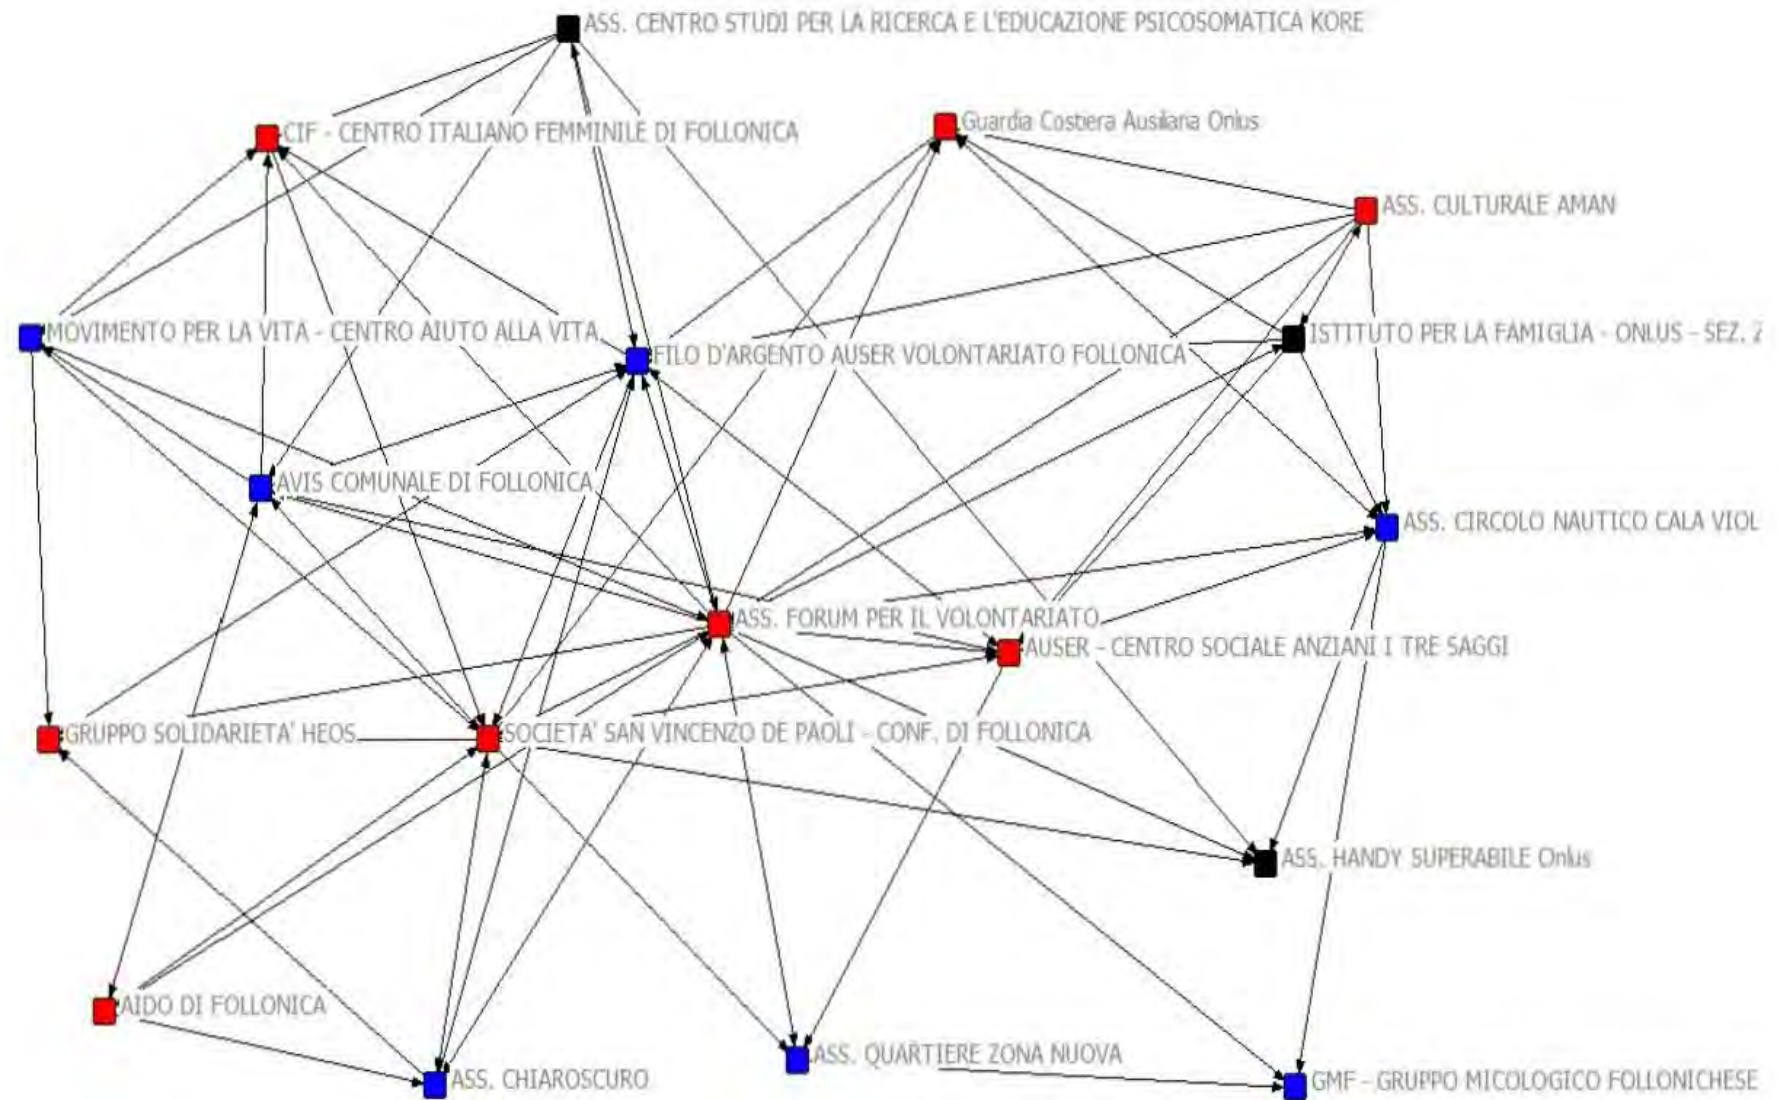 ASS. CENTRO STUDI PER LA RICERCA E L'EDUCAZIONE PSICOSOMATICA KORE
CIF - CENTRO ITALIANO FEMMINILE DI FOLLONICA
Guardia Costiera Ausiliaria Onlus
ASS. CULTURALE AMAN
MOVIMENTO PER LA VITA - CENTRO AIUTO ALLA VITA
FILO D'ARGENTO AUSER VOLONTARIATO FOLLONICA
ISTITUTO PER LA FAMIGLIA - ONLUS - SEZ. 2
AVIS COMUNALE DI FOLLONICA
ASS. CIRCOLO NAUTICO CALA VIOL
ASS. FORUM PER IL VOLONTARIATO
AUSER - CENTRO SOCIALE ANZIANI I TRE SAGGI
GRUPPO SOLIDARIETA' HEOS
SOCIETA' SAN VINCENZO DE PAOLI - CONF. DI FOLLONICA
ASS. HANDY SUPERABILE Onlus
AIDO DI FOLLONICA
ASS. QUARTIERE ZONA NUOVA
ASS. CHIAROSCURO
GMF - GRUPPO MICOLOGICO FOLLONICHESE